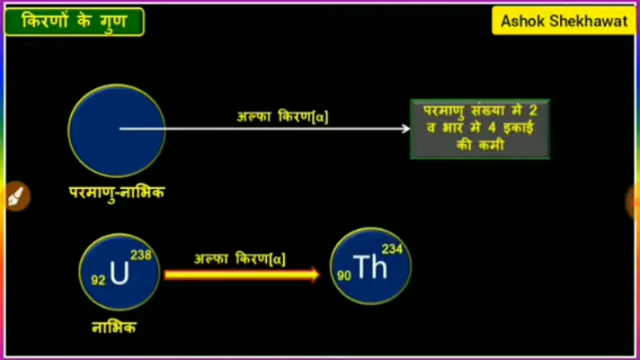 किरणों के गुण
Ashok Shekhawat
अल्फा किरण[α]
परमाणु संख्या मे 2
व भार मे 4 इकाई
की कमी
परमाणु-नाभिक
92 U 238
अल्फा किरण[α]
90 Th 234
नाभिक